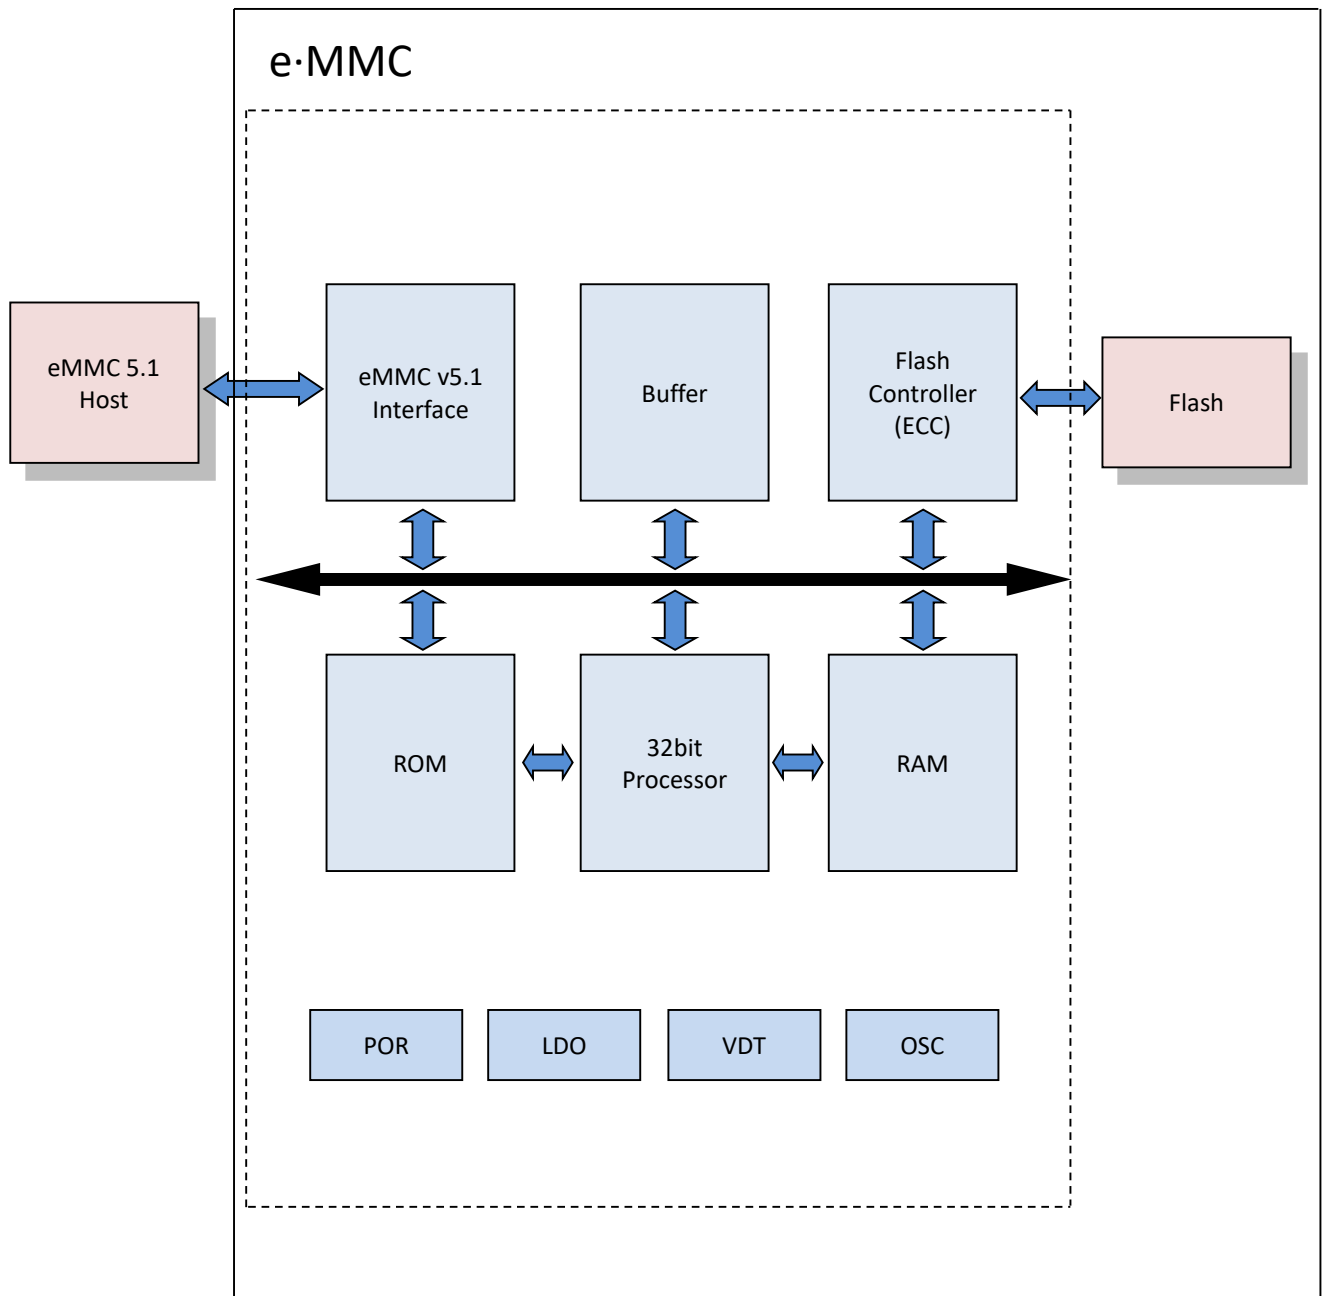 e·MMC
eMMC 5.1
Host
eMMC v5.1
Interface
Buffer
Flash
Controller
(ECC)
Flash
ROM
32bit
Processor
RAM
POR
LDO
VDT
OSC